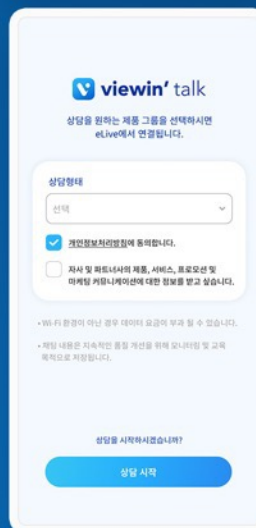 viewin' talk
상담을 원하는 제품 그룹을 선택하시면
eLive에서 연결됩니다.
상담형태
선택
개인정보처리방침에 동의합니다.
자사 및 파트너사의 제품, 서비스, 프로모션 및
마케팅 커뮤니케이션에 대한 정보를 받고 싶습니다.
• Wi-Fi 환경이 아닌 경우 데이터 요금이 부과 될 수 있습니다.
• 채팅 내용은 지속적인 품질 개선을 위해 모니터링 및 교육
목적으로 저장됩니다.
상담을 시작하시겠습니까?
상담 시작